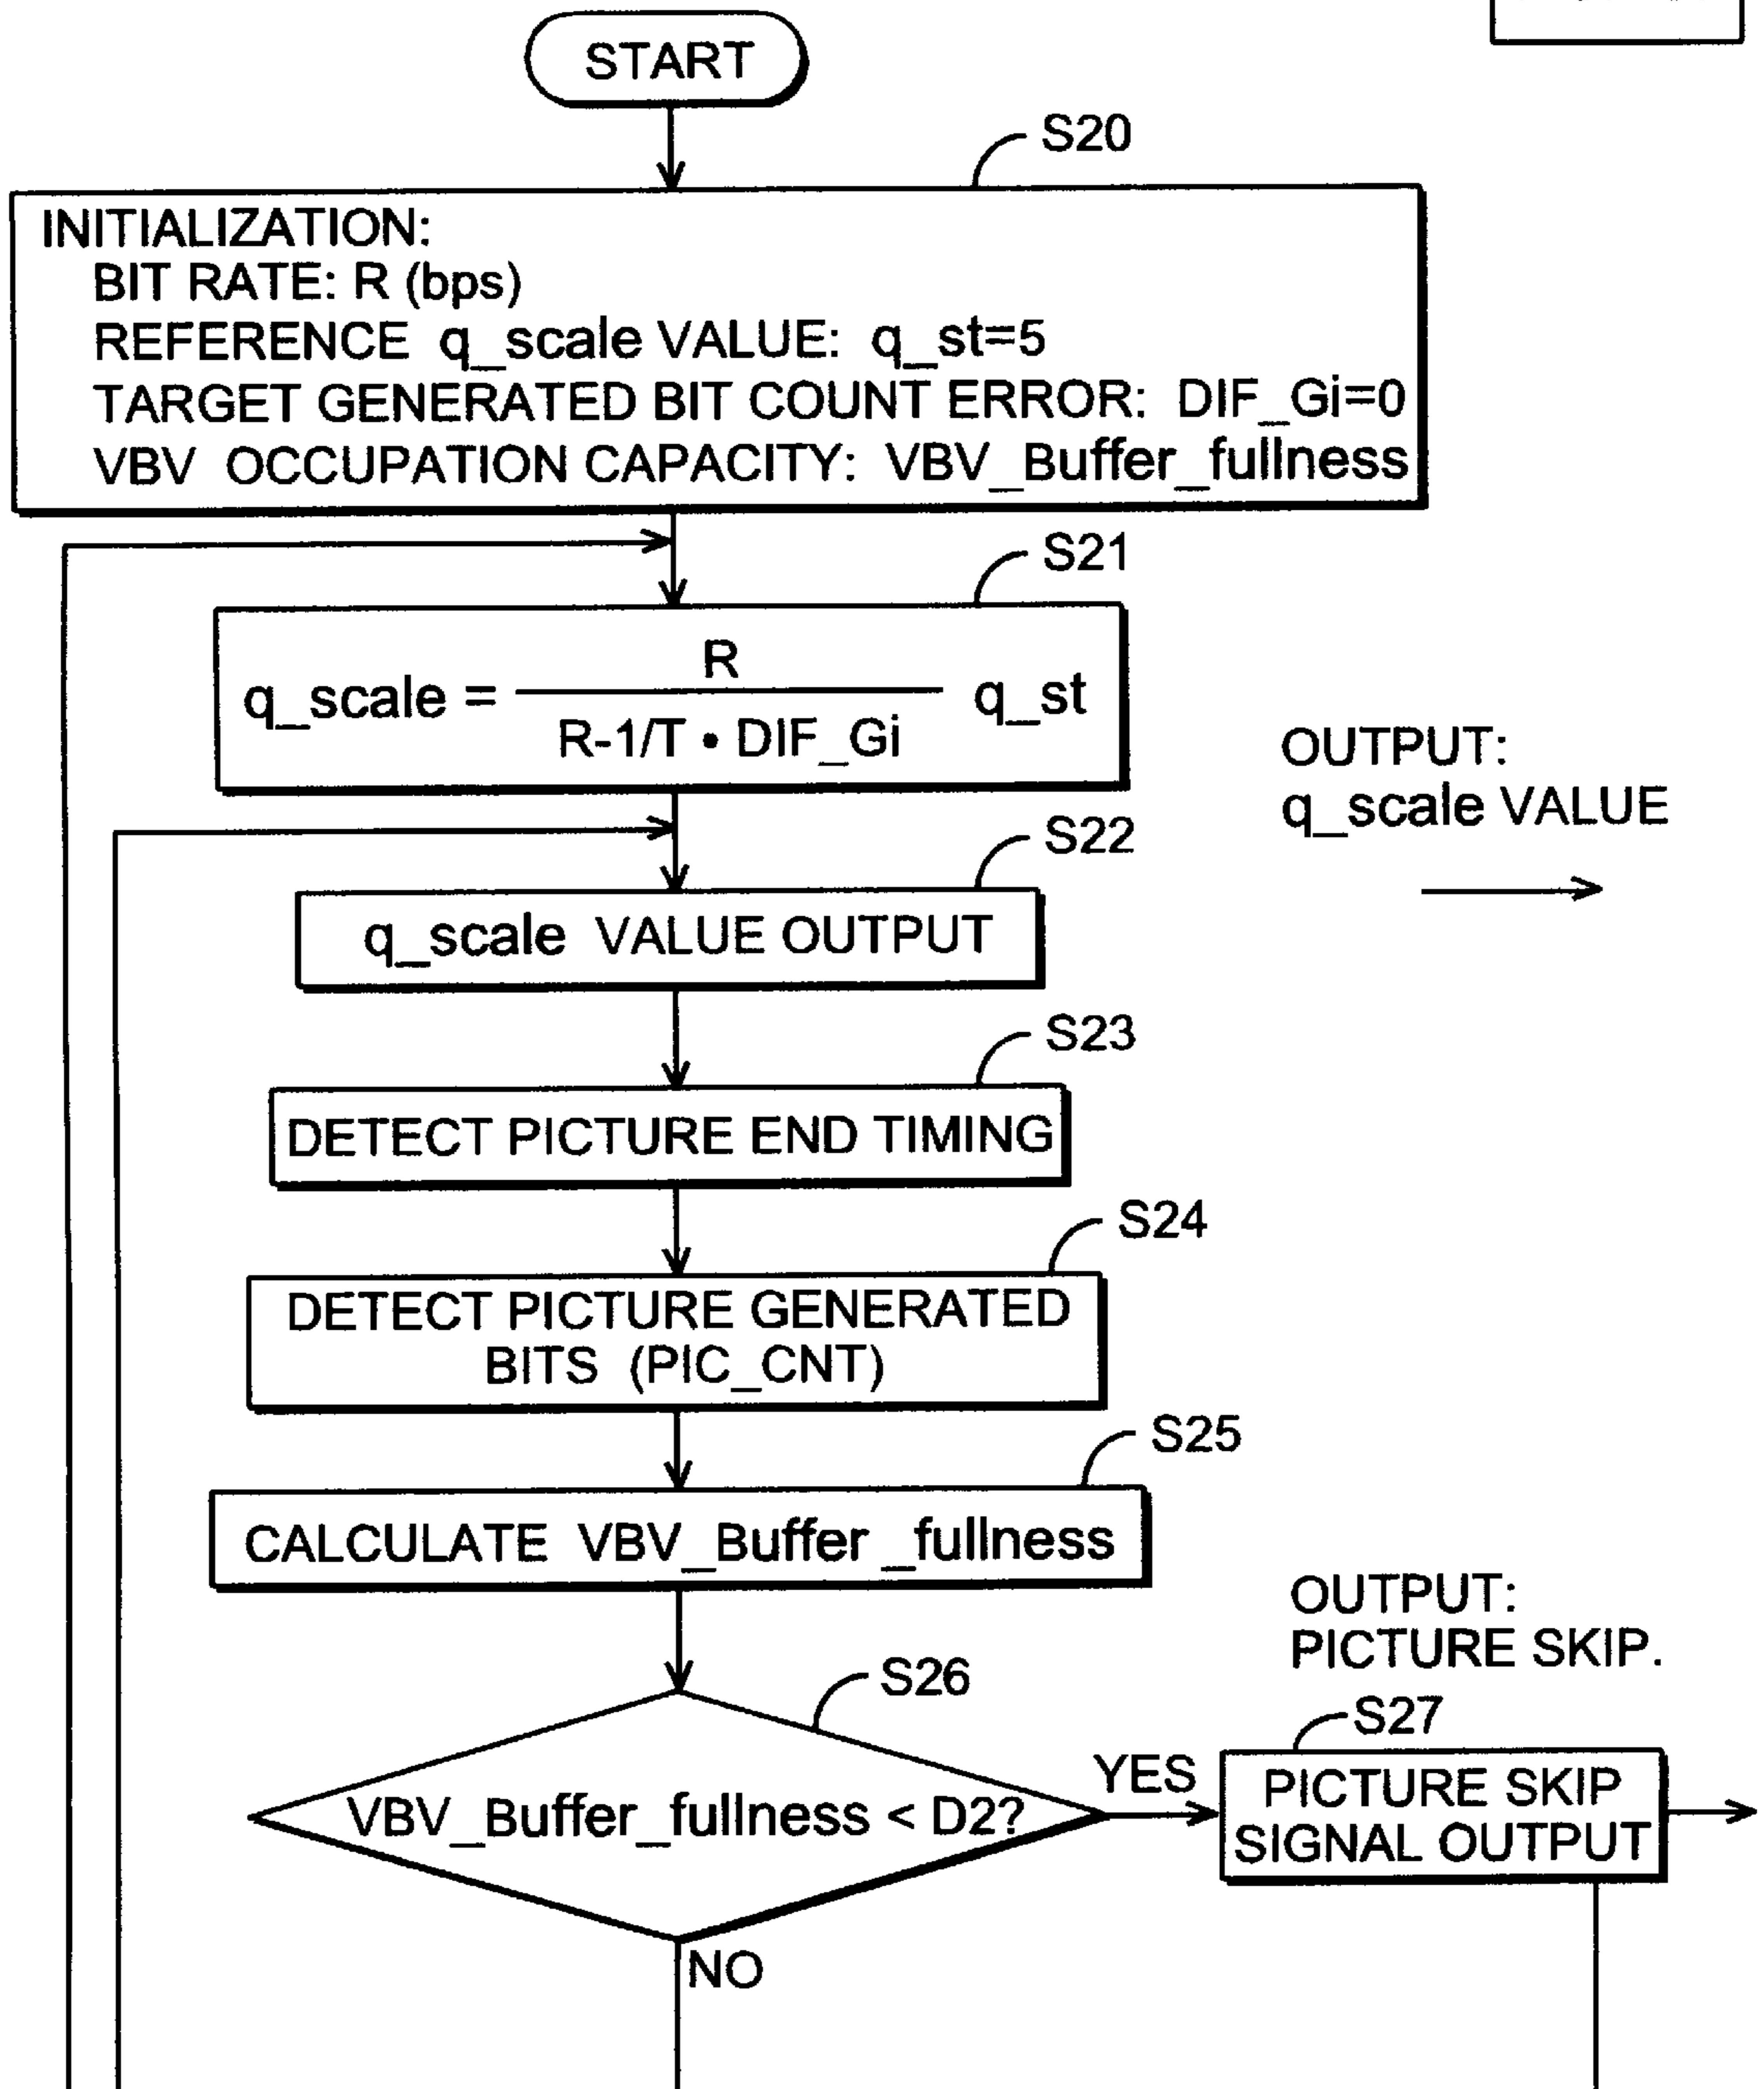 START
S20
INITIALIZATION:
BIT RATE: R (bps)
REFERENCE q_scale VALUE: q_st=5
TARGET GENERATED BIT COUNT ERROR: DIF_Gi=0
VBV OCCUPATION CAPACITY: VBV_Buffer_fullness
S21
R
q_scale = q_st
R-1/T • DIF_Gi
OUTPUT:
q_scale VALUE
S22
q_scale VALUE OUTPUT
S23
DETECT PICTURE END TIMING
S24
DETECT PICTURE GENERATED
BITS (PIC_CNT)
S25
CALCULATE VBV_Buffer _fullness
OUTPUT:
PICTURE SKIP.
S26
S27
VBV_Buffer_fullness < D2?
YES
PICTURE SKIP
SIGNAL OUTPUT
NO